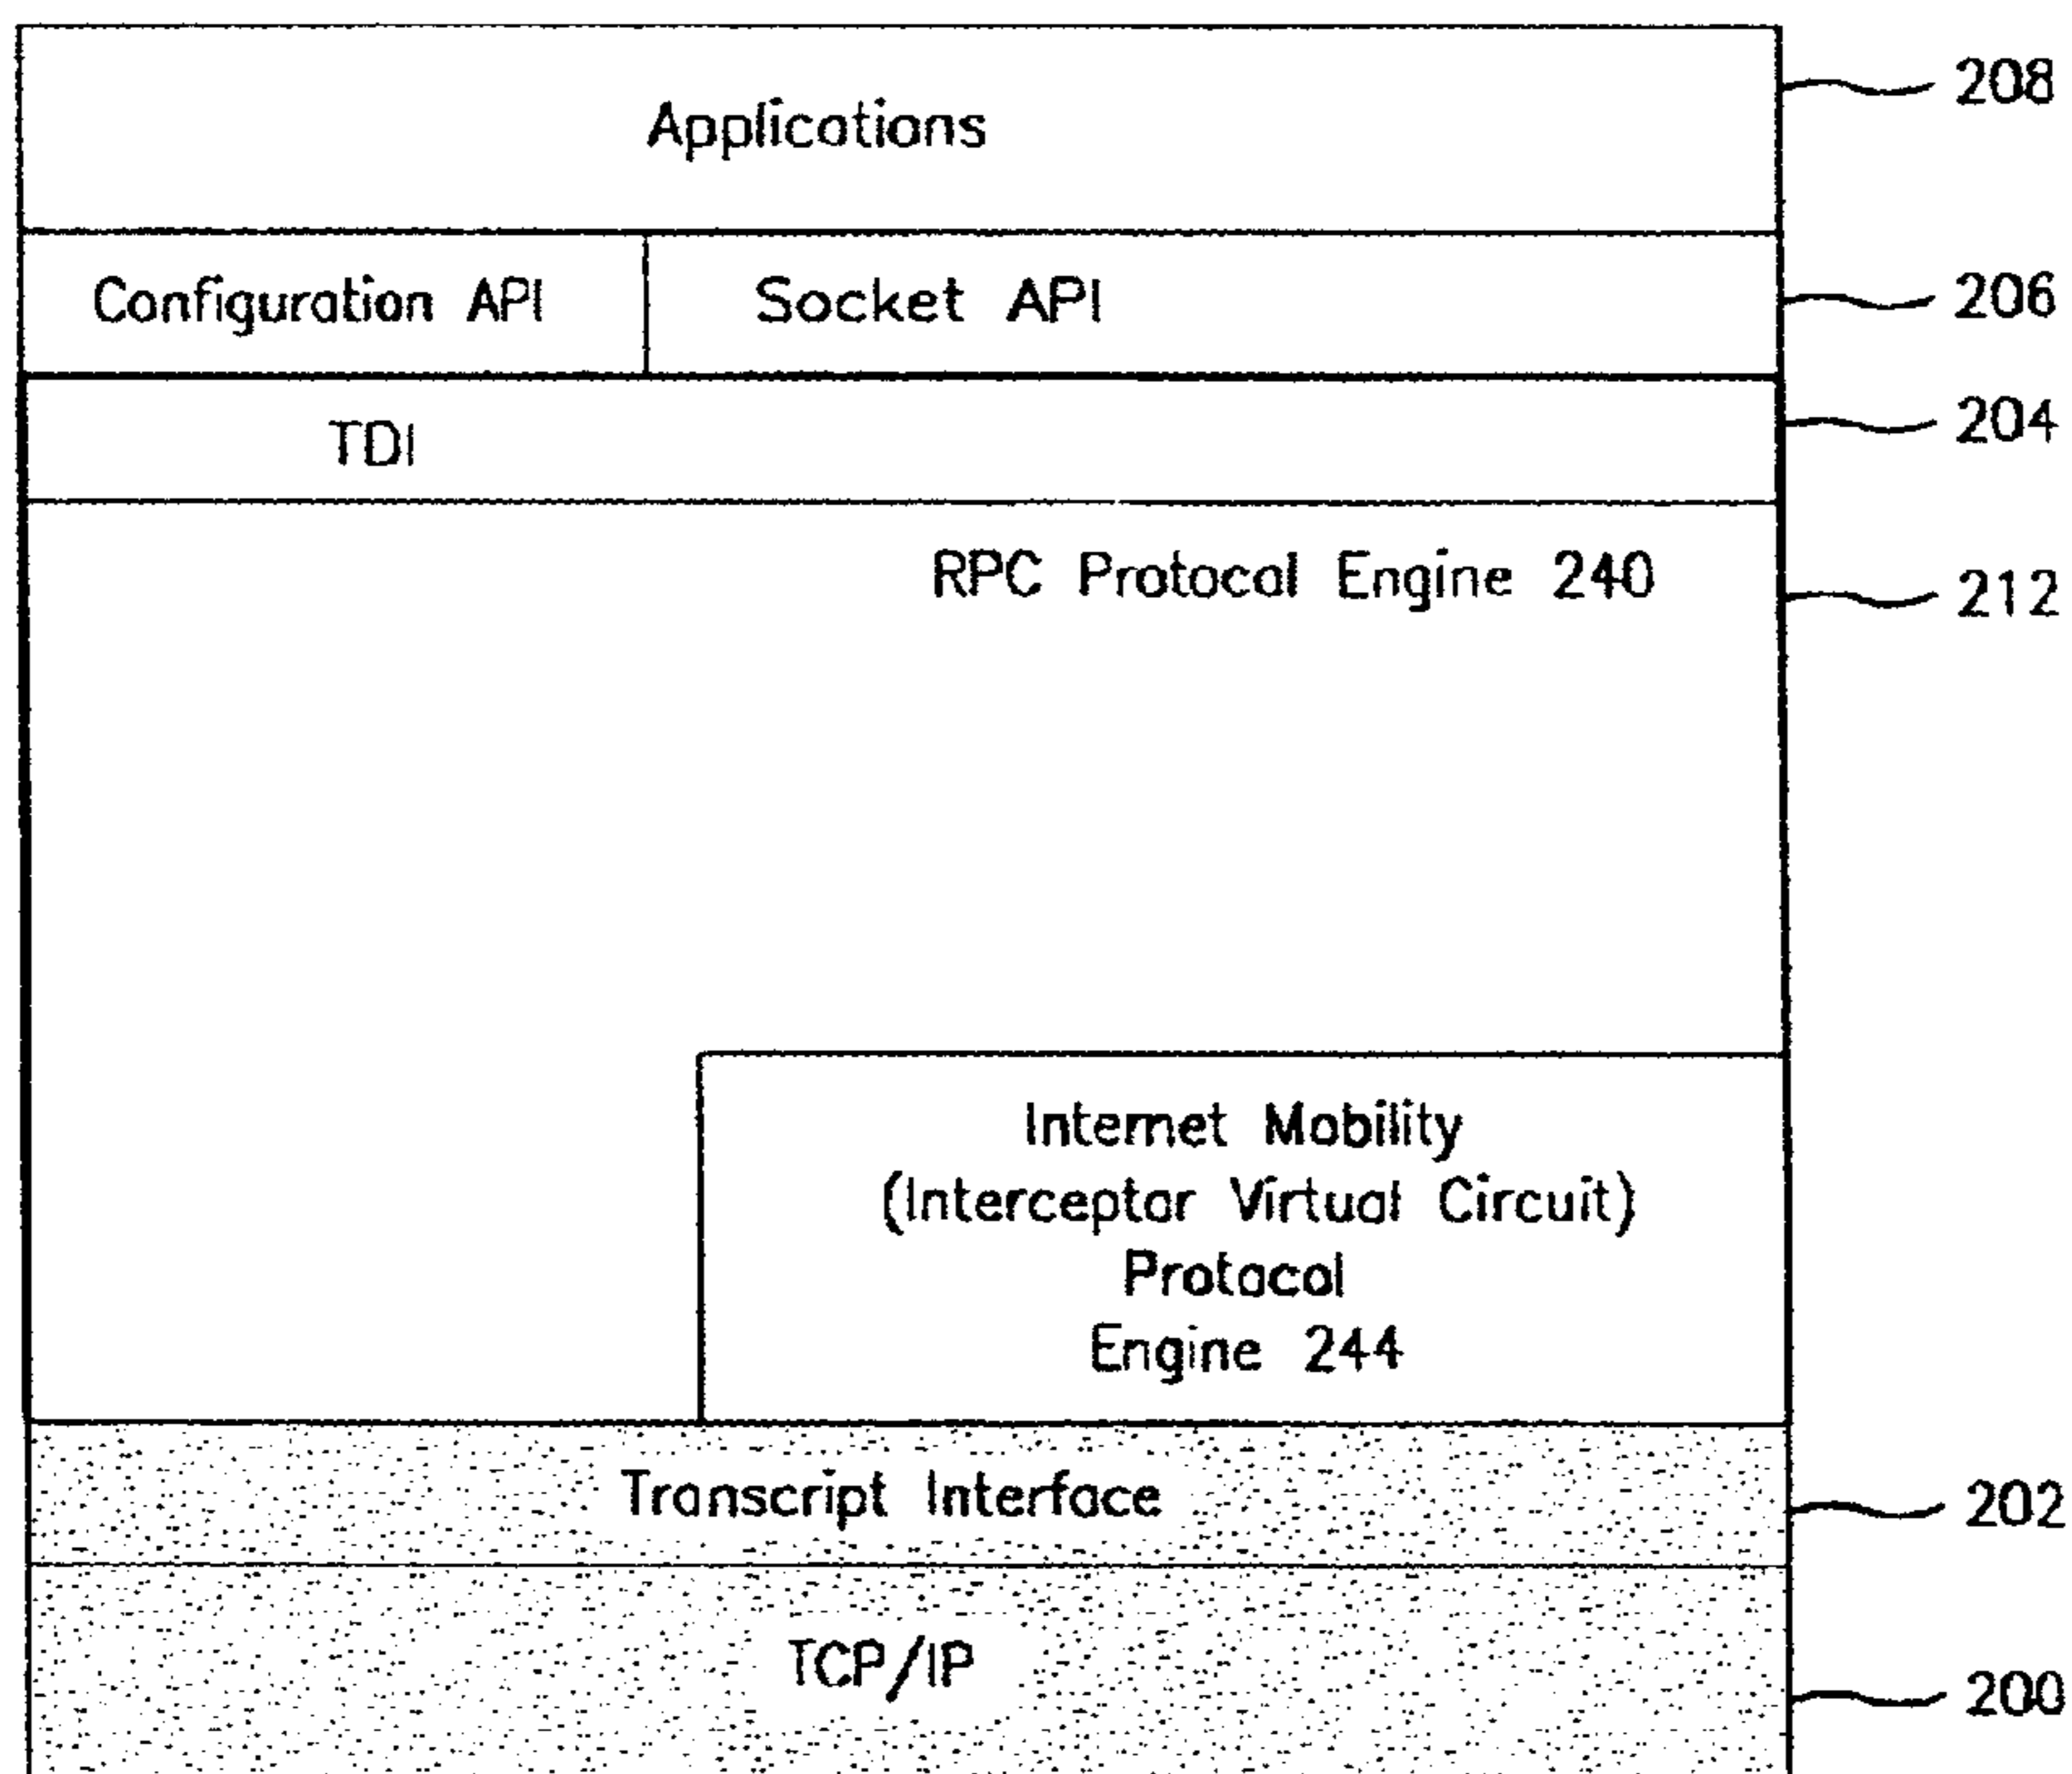 Applications
208
Configuration API
Socket API
206
TDI
204
RPC Protocal Engine 240
212
Internet Mobility
(Interceptor Virtual Circuit)
Protocol
Engine 244
Transcript Interface
202
TCP/IP
200